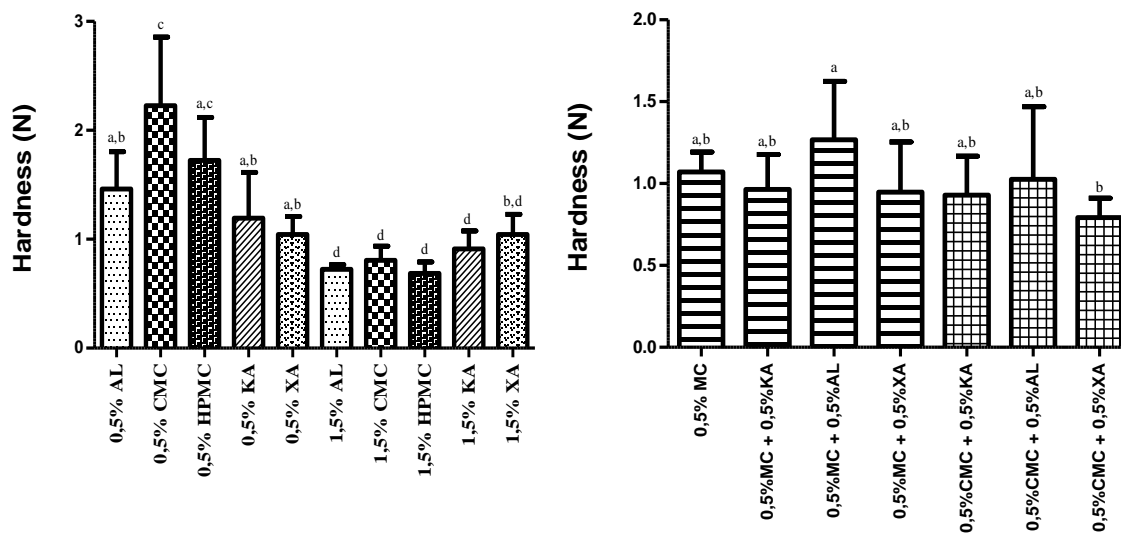 Hardness (N)
3
2
1
0
a,b
c
a,c
a,b
a,b
d
d
d
d
b,d
0,5% AL
0,5% CMC
0,5% HPMC
0,5% KA
0,5% XA
1,5% AL
1,5% CMC
1,5% HPMC
1,5% KA
1,5% XA
Hardness (N)
2.0
1.5
1.0
0.5
0.0
a,b
a,b
a
a,b
a,b
a,b
b
0,5% MC
0,5%MC + 0,5%KA
0,5%MC + 0,5%AL
0,5%MC + 0,5%XA
0,5%CMC + 0,5%KA
0,5%CMC + 0,5%AL
0,5%CMC + 0,5%XA